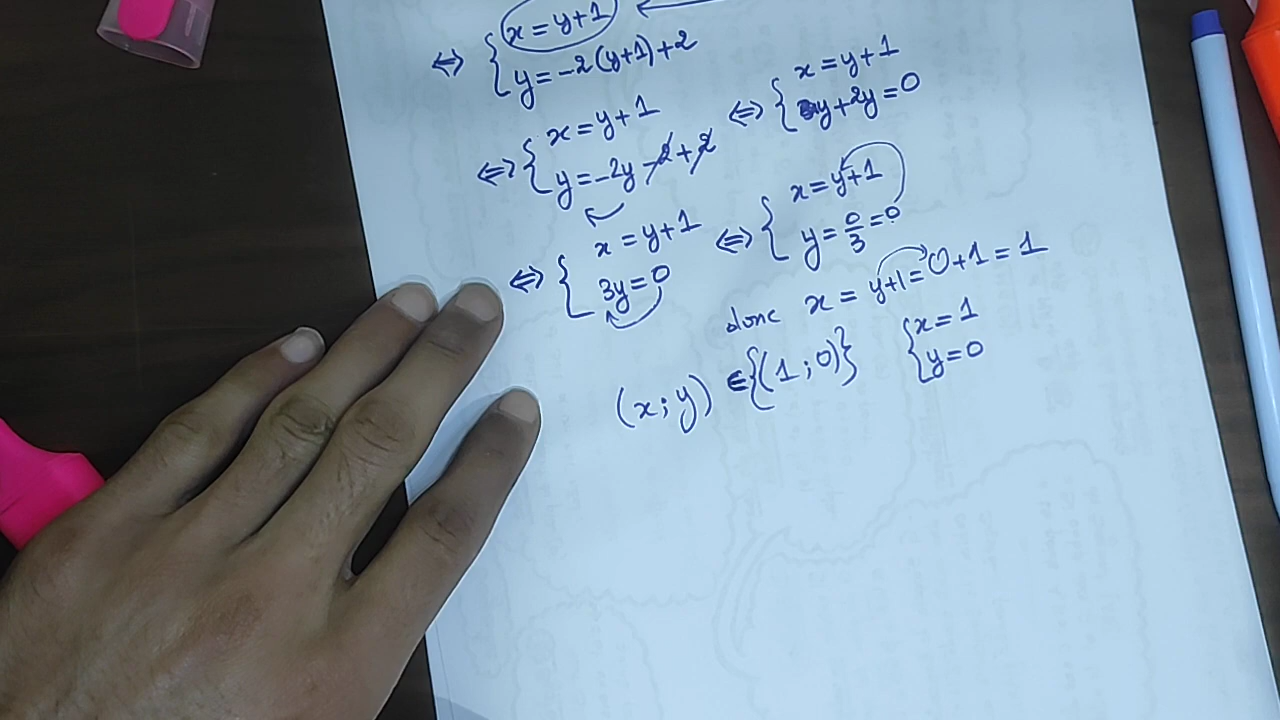 ⇔ { x = y+1
y = -2(y+1)+2
⇔ { x = y+1
y = -2y -2+2
⇔ { x = y+1
y+2y=0
⇔ { x = y+1
3y = 0
⇔ { x = y+1
y = 0/3 = 0
donc x = y+1 = 0+1 = 1
(x;y) ∈ {(1;0)}
{ x = 1
y = 0